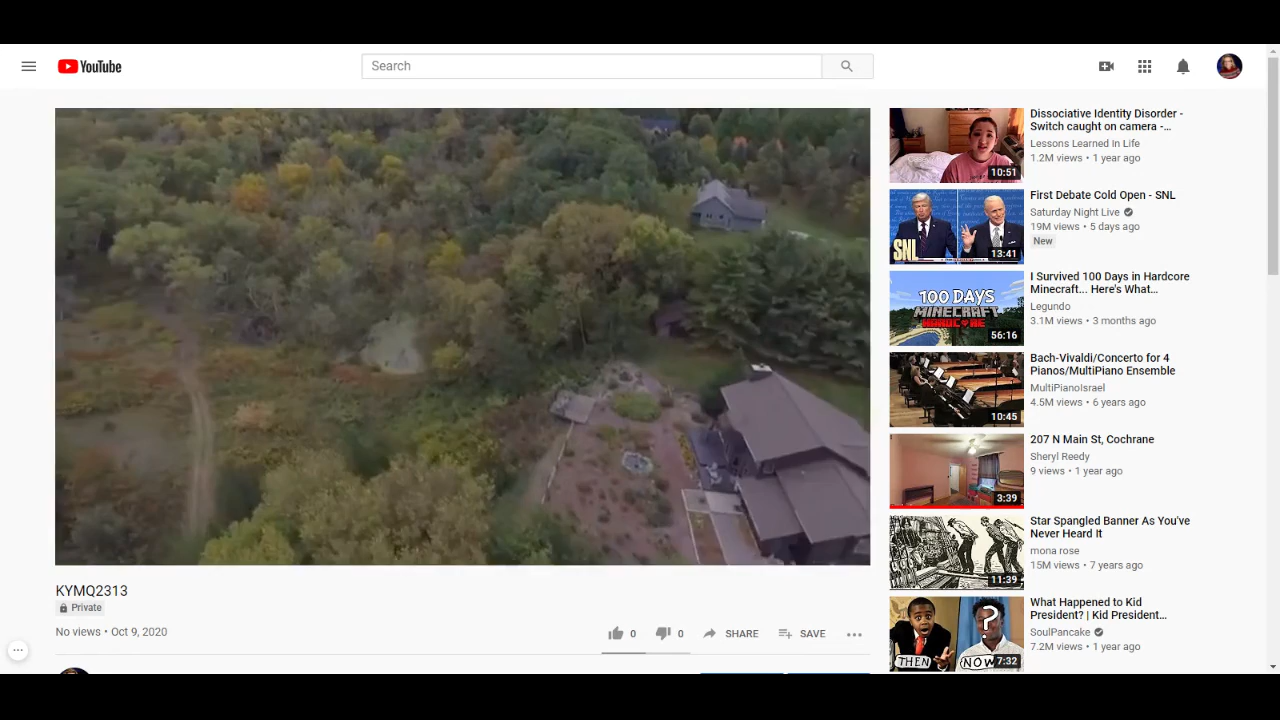 YouTube
Search
KYMQ2313
Private
No views • Oct 9, 2020
0
0
SHARE
SAVE
10:51
Dissociative Identity Disorder -
Switch caught on camera -...
Lessons Learned In Life
1.2M views • 1 year ago
SNL
13:41
First Debate Cold Open - SNL
Saturday Night Live
19M views • 5 days ago
New
100 DAYS
MINECRAFT
HARDCORE
56:16
I Survived 100 Days in Hardcore
Minecraft... Here's What...
Legundo
3.1M views • 3 months ago
10:45
Bach-Vivaldi/Concerto for 4
Pianos/MultiPiano Ensemble
MultiPianoIsrael
4.5M views • 6 years ago
3:39
207 N Main St, Cochrane
Sheryl Reedy
9 views • 1 year ago
11:39
Star Spangled Banner As You've
Never Heard It
mona rose
15M views • 7 years ago
?
THEN
NOW
7:32
What Happened to Kid
President? | Kid President...
SoulPancake
7.2M views • 1 year ago